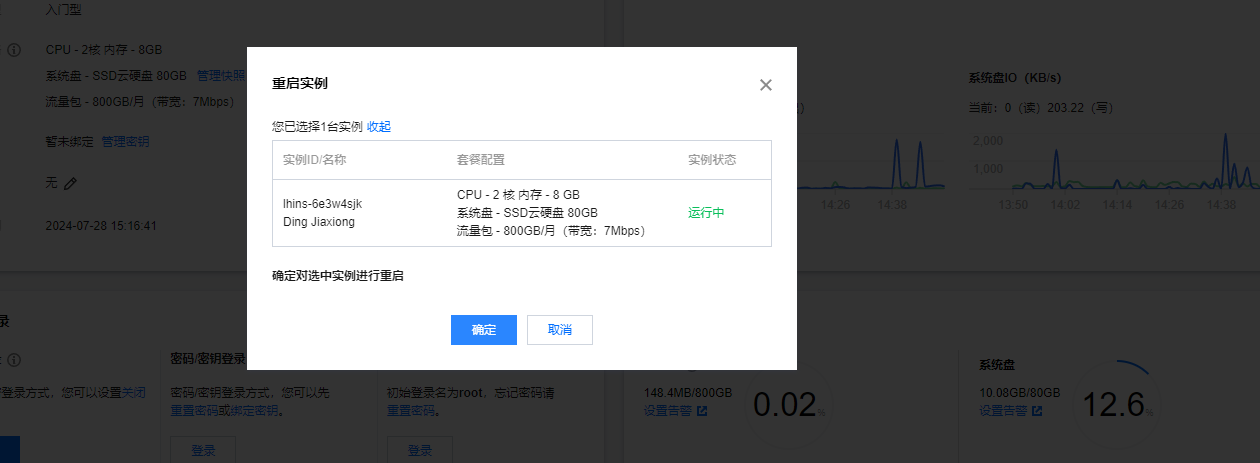 入门型
CPU - 2核 内存 - 8GB
系统盘 - SSD云硬盘 80GB 管理快照
流量包 - 800GB/月（带宽：7Mbps）
暂未绑定 管理密钥
无
2024-07-28 15:16:41
重启实例
您已选择1台实例 收起
实例ID/名称 套餐配置 实例状态
lhins-6e3w4sjk
Ding Jiaxiong
CPU - 2 核 内存 - 8 GB
系统盘 - SSD云硬盘 80GB
流量包 - 800GB/月（带宽：7Mbps）
运行中
确定对选中实例进行重启
确定 取消
系统盘IO（KB/s）
当前：0（读）203.22（写）
2,000
1,000
14:26 14:38
13:50 14:02 14:14 14:26 14:38
录
密码/密钥登录
登录方式，您可以设置关闭
密码/密钥登录方式，您可以先
重置密码或绑定密钥。
登录
初始登录名为root，忘记密码请
重置密码。
登录
148.4MB/800GB
设置告警
0.02%
系统盘
10.08GB/80GB
设置告警
12.6%